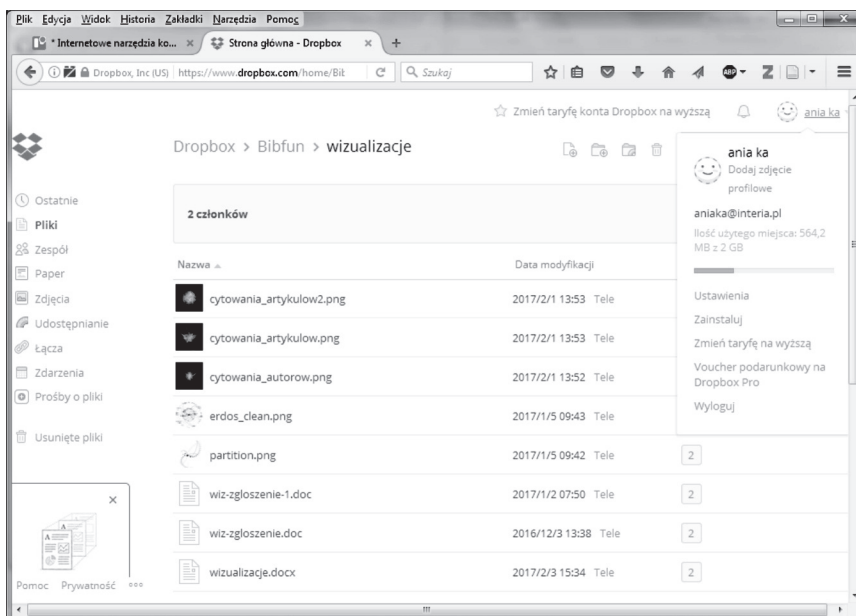 Plik Edycja Widok Historia Zakładki Narzędzia Pomoc
* Internetowe narzędzia ko... × Strona główna - Dropbox × +
Dropbox, Inc (US) https://www.dropbox.com/home/Bib Szukaj ABP Z
Zmień taryfę konta Dropbox na wyższą ania ka
Dropbox > Bibfun > wizualizacje
Ostatnie
Pliki
Zespół
Paper
Zdjęcia
Udostępnianie
Łącza
Zdarzenia
Prośby o pliki
Usunięte pliki
2 członków
Nazwa Data modyfikacji
cytowania_artykulow2.png 2017/2/1 13:53 Tele
cytowania_artykulow.png 2017/2/1 13:53 Tele
cytowania_autorow.png 2017/2/1 13:52 Tele
erdos_clean.png 2017/1/5 09:43 Tele
partition.png 2017/1/5 09:42 Tele 2
wiz-zgloszenie-1.doc 2017/1/2 07:50 Tele 2
wiz-zgloszenie.doc 2016/12/3 13:38 Tele 2
wizualizacje.docx 2017/2/3 15:34 Tele 2
ania ka
Dodaj zdjęcie
profilowe
aniaka@interia.pl
Ilość użytego miejsca: 564,2
MB z 2 GB
Ustawienia
Zainstaluj
Zmień taryfę na wyższą
Voucher podarunkowy na
Dropbox Pro
Wyloguj
×
Pomoc Prywatność